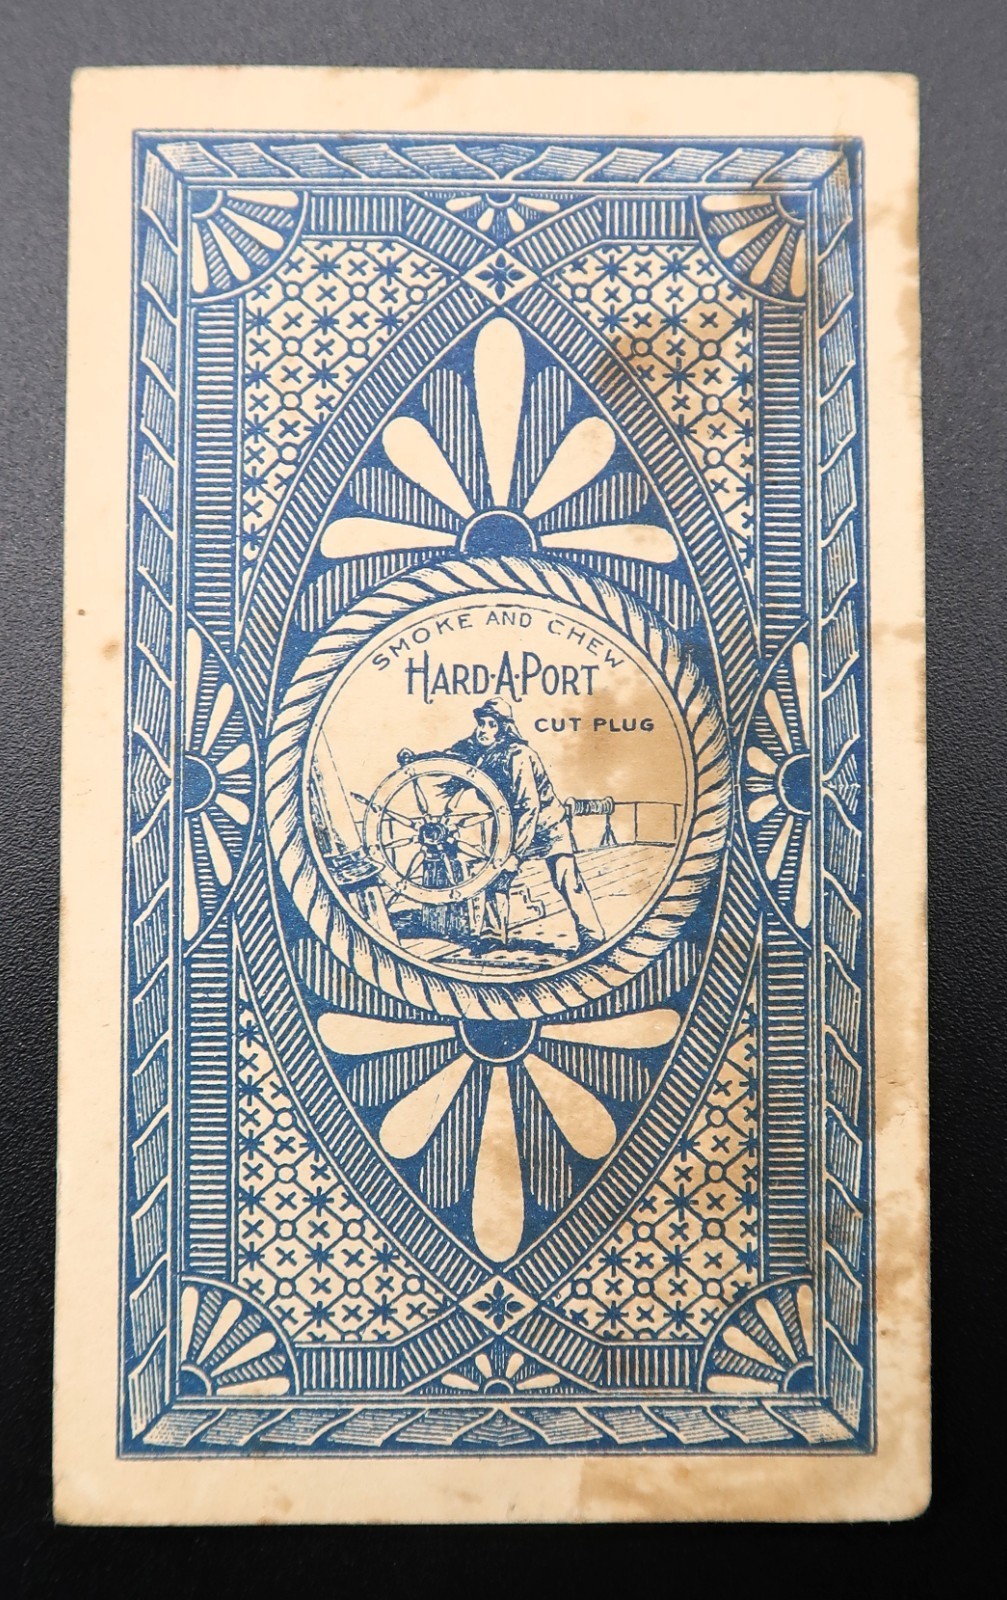 SMOKE AND CHEW
HARD-A-PORT
CUT PLUG